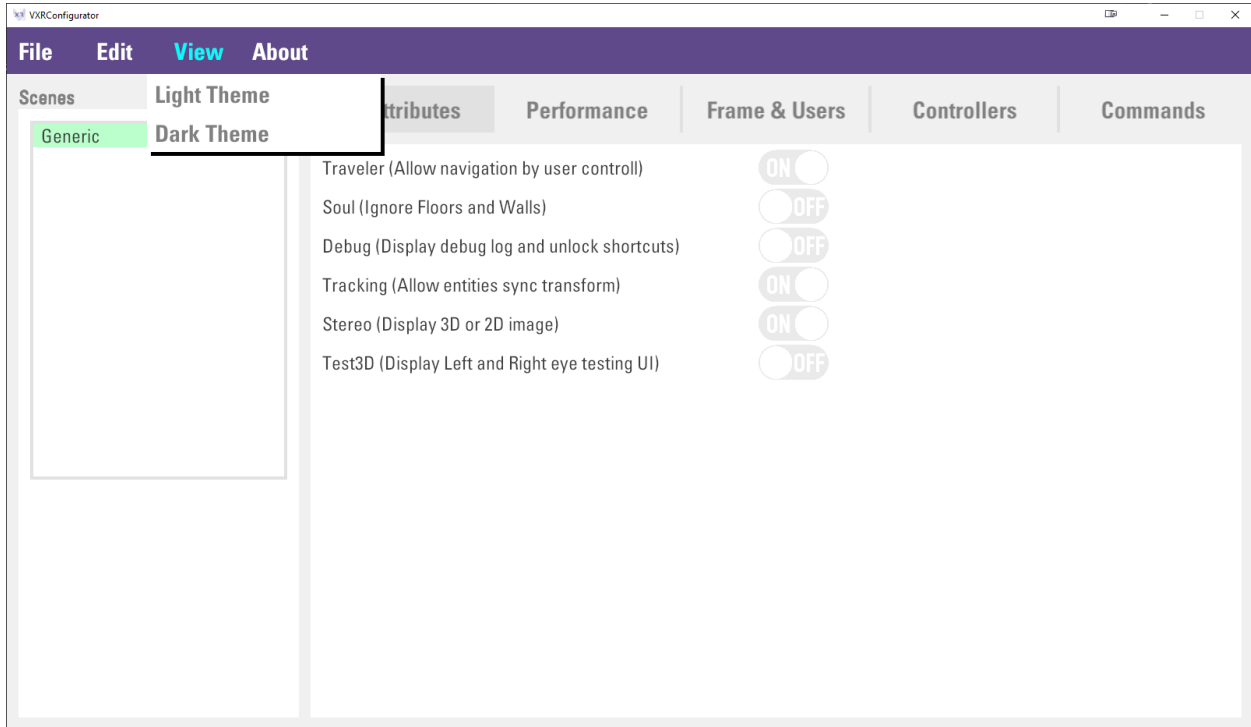 VXRConfigurator
File Edit View About
Scenes
Light Theme
Dark Theme
Generic
ttributes Performance Frame & Users Controllers Commands
Traveler (Allow navigation by user controll) ON
Soul (Ignore Floors and Walls) OFF
Debug (Display debug log and unlock shortcuts) OFF
Tracking (Allow entities sync transform) ON
Stereo (Display 3D or 2D image) ON
Test3D (Display Left and Right eye testing UI) OFF